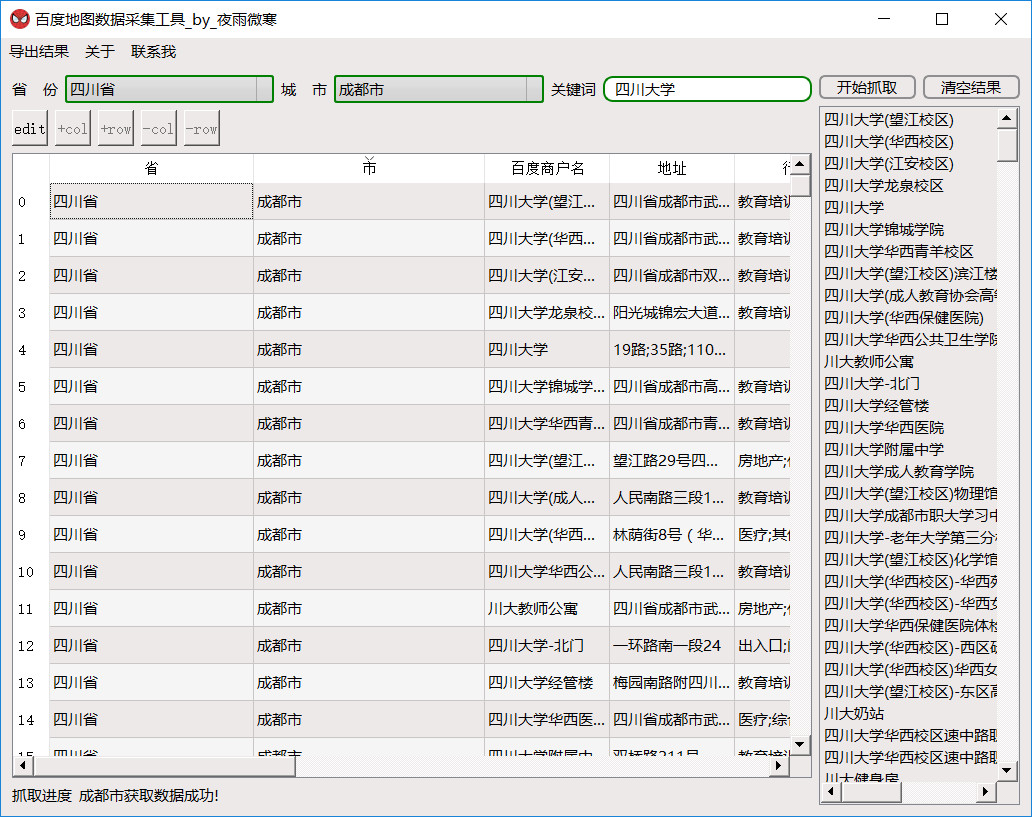 百度地图数据采集工具_by_夜雨微寒
导出结果 关于 联系我
省 份 四川省 城 市 成都市 关键词 四川大学 开始抓取 清空结果
edit +col +row -col -row
省 市 百度商户名 地址
0 四川省 成都市 四川大学(望江... 四川省成都市武... 教育培
1 四川省 成都市 四川大学(华西... 四川省成都市武... 教育培
2 四川省 成都市 四川大学(江安... 四川省成都市双... 教育培
3 四川省 成都市 四川大学龙泉校... 阳光城锦宏大道... 教育培
4 四川省 成都市 四川大学 19路;35路;110...
5 四川省 成都市 四川大学锦城学... 四川省成都市高... 教育培
6 四川省 成都市 四川大学华西青... 四川省成都市青... 教育培
7 四川省 成都市 四川大学(望江... 望江路29号四... 房地产;
8 四川省 成都市 四川大学(成人... 人民南路三段1... 教育培
9 四川省 成都市 四川大学(华西... 林荫街8号（华... 医疗;其
10 四川省 成都市 四川大学华西公... 人民南路三段1... 教育培
11 四川省 成都市 川大教师公寓 四川省成都市武... 房地产;
12 四川省 成都市 四川大学-北门 一环路南一段24 出入口;
13 四川省 成都市 四川大学经管楼 梅园南路附四川... 教育培
14 四川省 成都市 四川大学华西医... 四川省成都市武... 医疗;综
15 四川省 成都市 四川大学附属中
四川大学(望江校区)
四川大学(华西校区)
四川大学(江安校区)
四川大学龙泉校区
四川大学
四川大学锦城学院
四川大学华西青羊校区
四川大学(望江校区)滨江楼
四川大学(成人教育协会高
四川大学(华西保健医院)
四川大学华西公共卫生学院
川大教师公寓
四川大学-北门
四川大学经管楼
四川大学华西医院
四川大学附属中学
四川大学成人教育学院
四川大学(望江校区)物理馆
四川大学成都市职大学习中
四川大学-老年大学第三分
四川大学(望江校区)化学馆
四川大学(华西校区)-华西
四川大学(华西校区)-华西女
四川大学华西保健医院体检
四川大学(华西校区)-西区
四川大学(华西校区)华西女
四川大学(望江校区)-东区
川大奶站
四川大学华西校区速中路
四川大学华西校区速中路
川大健身房
抓取进度 成都市获取数据成功!